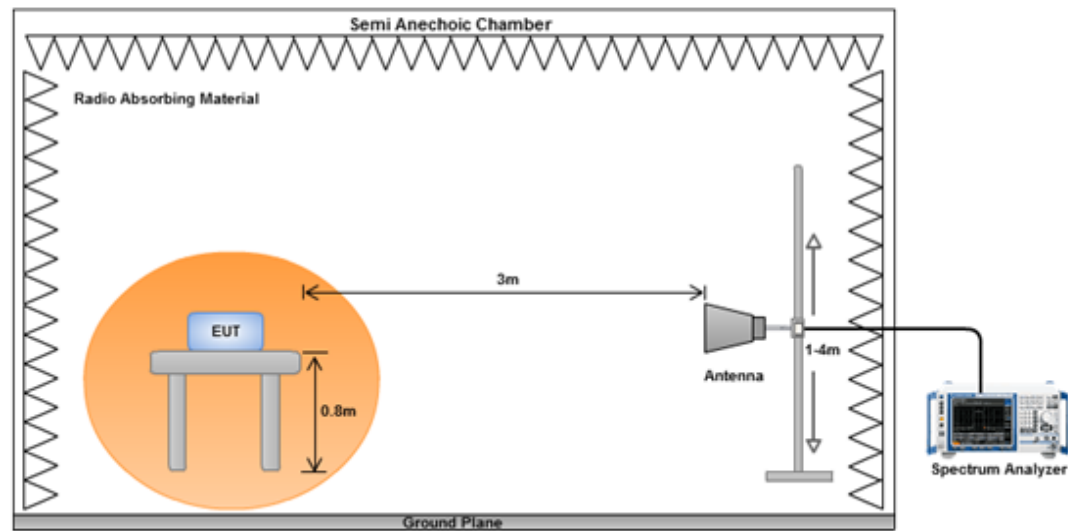 Semi Anechoic Chamber
Radio Absorbing Material
3m
EUT
0.8m
Antenna
1-4m
Spectrum Analyzer
Ground Plane